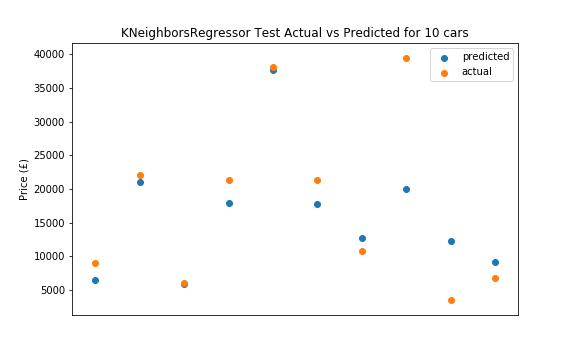 KNeighborsRegressor Test Actual vs Predicted for 10 cars
40000
35000
30000
25000
20000
15000
10000
5000
Price (£)
predicted
actual